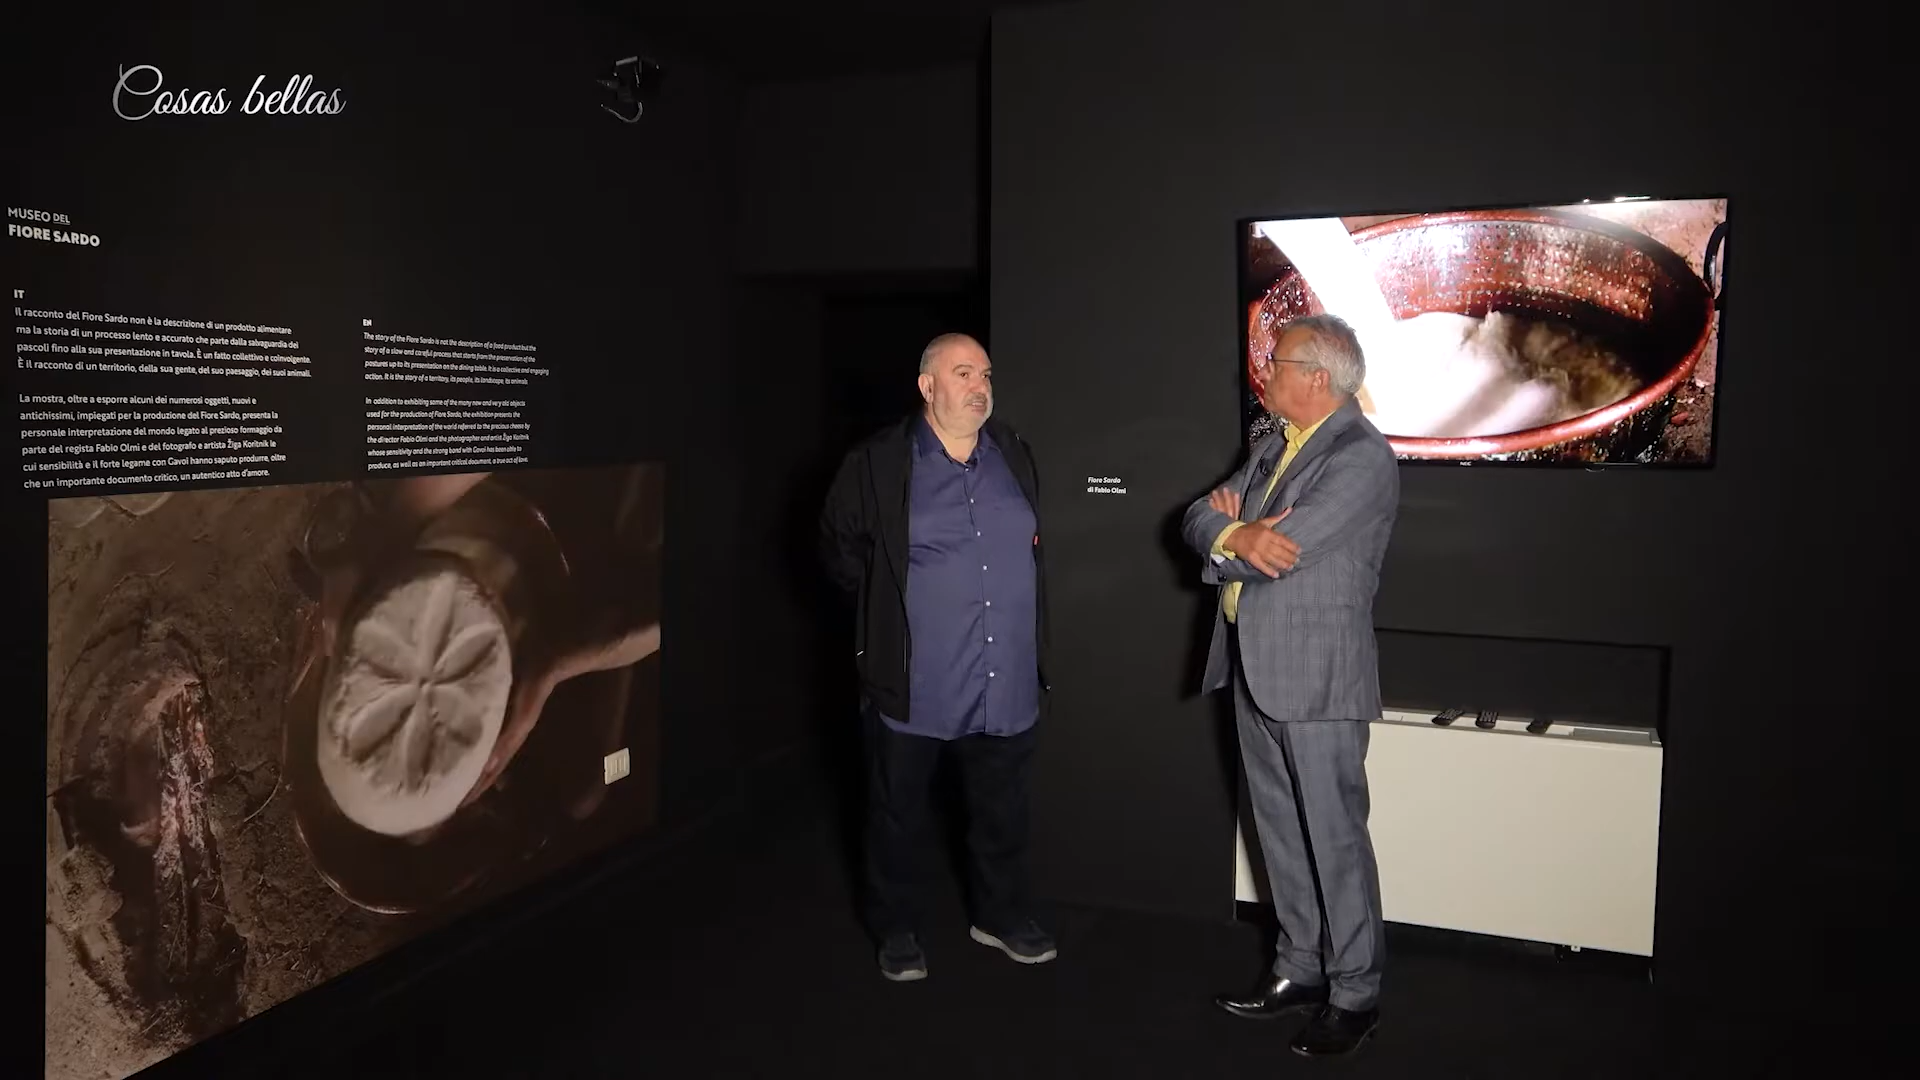 Cosas bellas
MUSEO DEL
FIORE SARDO
IT
Il racconto del Fiore Sardo non è la descrizione di un prodotto alimentare
ma la storia di un processo lento e accurato che parte dalla salvaguardia dei
pascoli fino alla sua presentazione in tavola. È un fatto collettivo e coinvolgente.
È il racconto di un territorio, della sua gente, del suo paesaggio, dei suoi animali.
La mostra, oltre a esporre alcuni dei numerosi oggetti, nuovi e
antichissimi, impiegati per la produzione del Fiore Sardo, presenta la
personale interpretazione del mondo legato al prezioso formaggio da
parte del regista Fabio Olmi e del fotografo e artista Žiga Koritnik le
cui sensibilità e il forte legame con Gavoi hanno saputo produrre, oltre
che un importante documento critico, un autentico atto d'amore.
EN
The story of the Fiore Sardo is not the description of a food product but the
story of a slow and careful process that starts from the preservation of the
pastures up to its presentation on the dining table. It is a collective and engaging
action. It is the story of a territory, its people, its landscape, its animals
In addition to exhibiting some of the many new and very old objects
used for the production of Fiore Sardo, the exhibition presents the
personal interpretation of the world referred to the precious cheese by
the director Fabio Olmi and the photographer and artist Žiga Koritnik
whose sensitivity and the strong bond with Gavoi has been able to
produce, as well as an important critical document, a true act of love.
Fiore Sardo
di Fabio Olmi
NEC